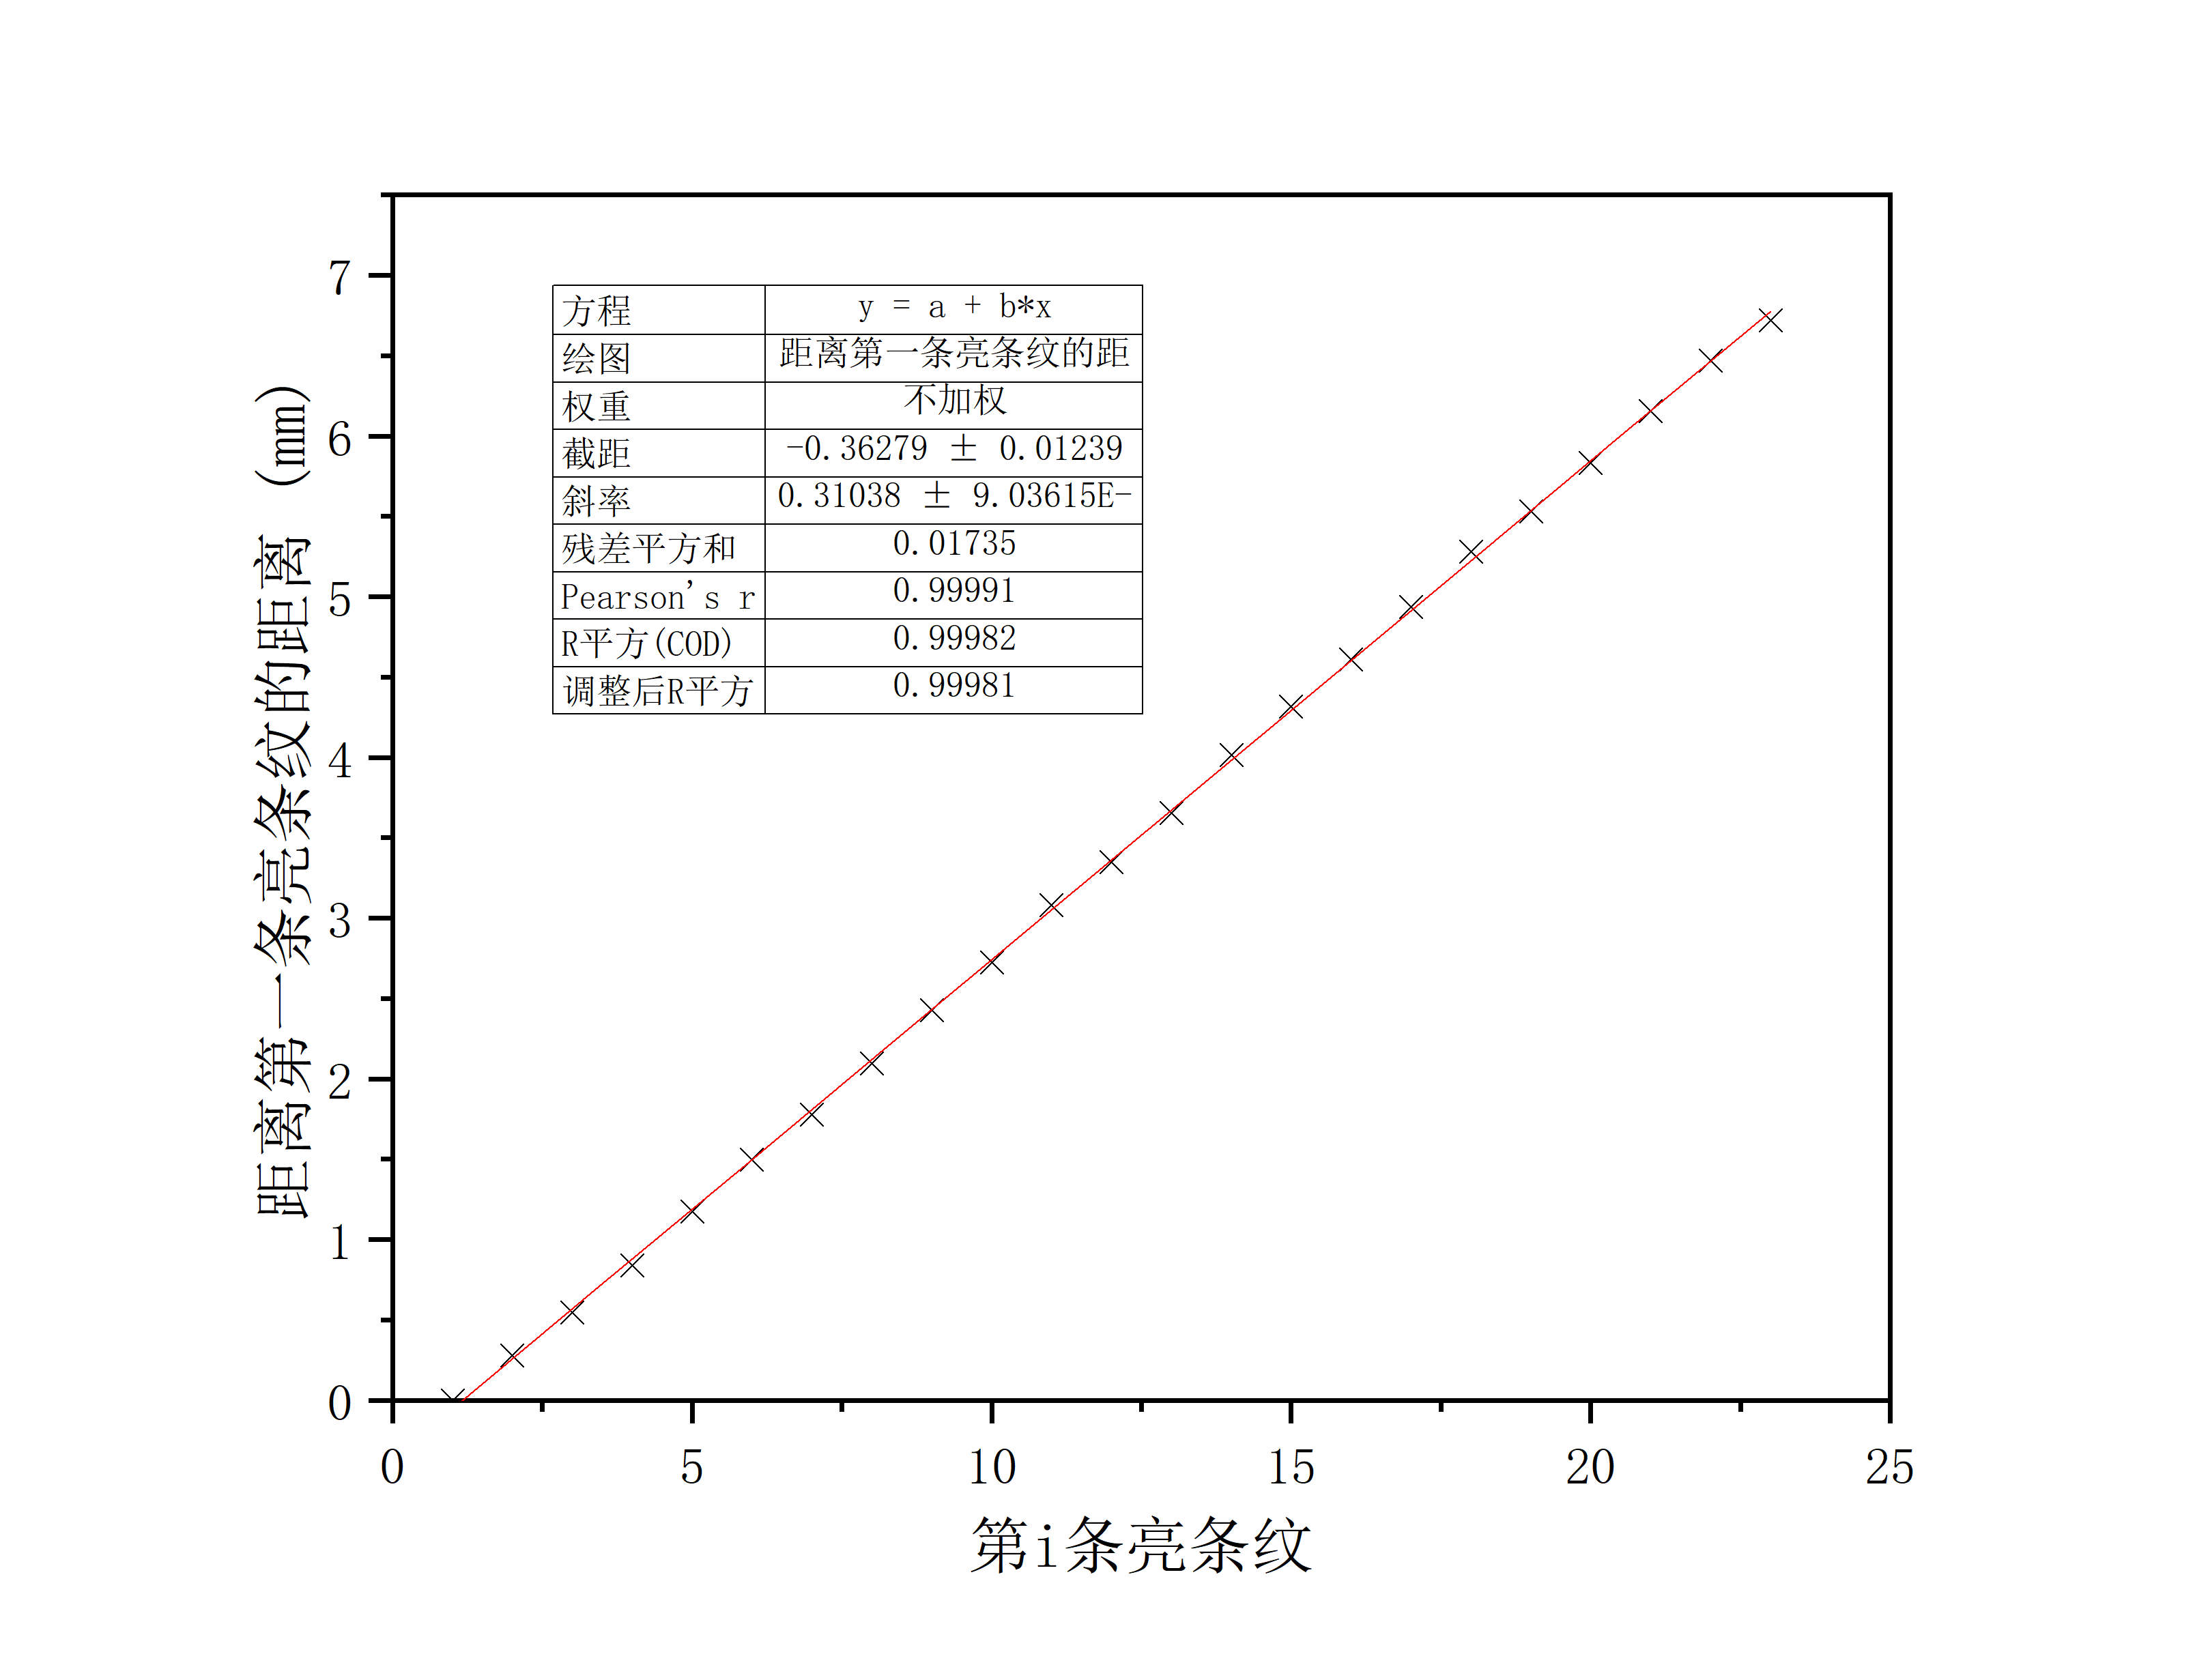 7
6
5
4
3
2
1
0
距离第一条亮条纹的距离 (mm)
方程 y = a + b*x
绘图 距离第一条亮条纹的距
权重 不加权
截距 -0.36279 ± 0.01239
斜率 0.31038 ± 9.03615E-
残差平方和 0.01735
Pearson's r 0.99991
R平方(COD) 0.99982
调整后R平方 0.99981
0 5 10 15 20 25
第i条亮条纹